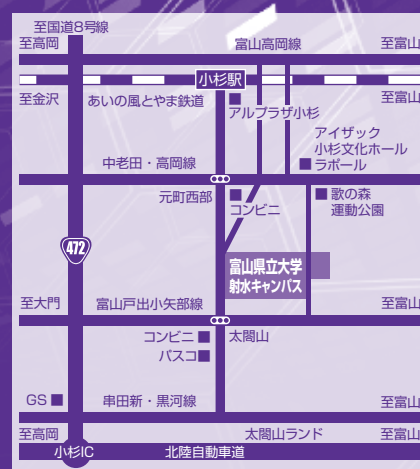 至国道8号線
至高岡
富山高岡線
至富山
小杉駅
至金沢
あいの風とやま鉄道
至富山
アルプラザ小杉
アイザック
小杉文化ホール
ラポール
中老田・高岡線
元町西部
コンビニ
歌の森
運動公園
472
富山県立大学
射水キャンパス
至大門
富山戸出小矢部線
至富山
コンビニ
太閤山
パスコ
GS
串田新・黒河線
至富山
至高岡
太閤山ランド
至富山
小杉IC
北陸自動車道